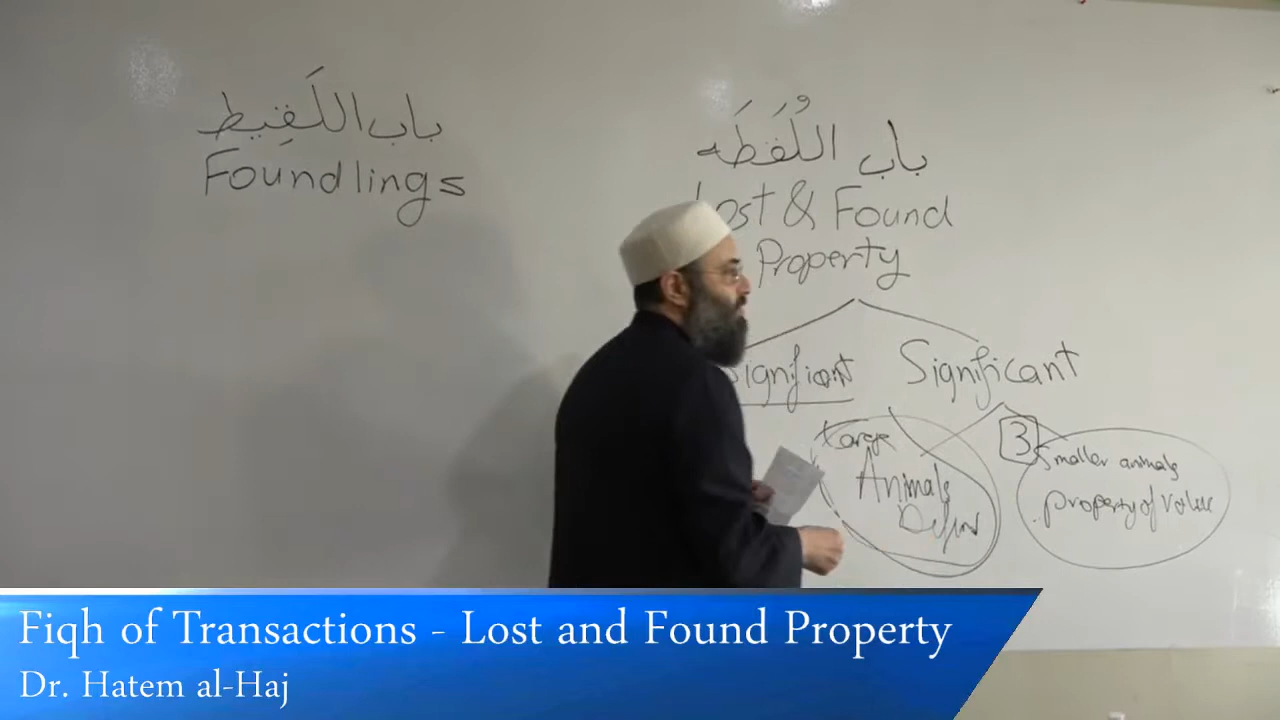 باب اللَقِيط
Foundlings
باب اللُقَطَه
Lost & Found
Property
Significant
Large
Animals
3
Smaller animals
property of value
Fiqh of Transactions - Lost and Found Property
Dr. Hatem al-Haj